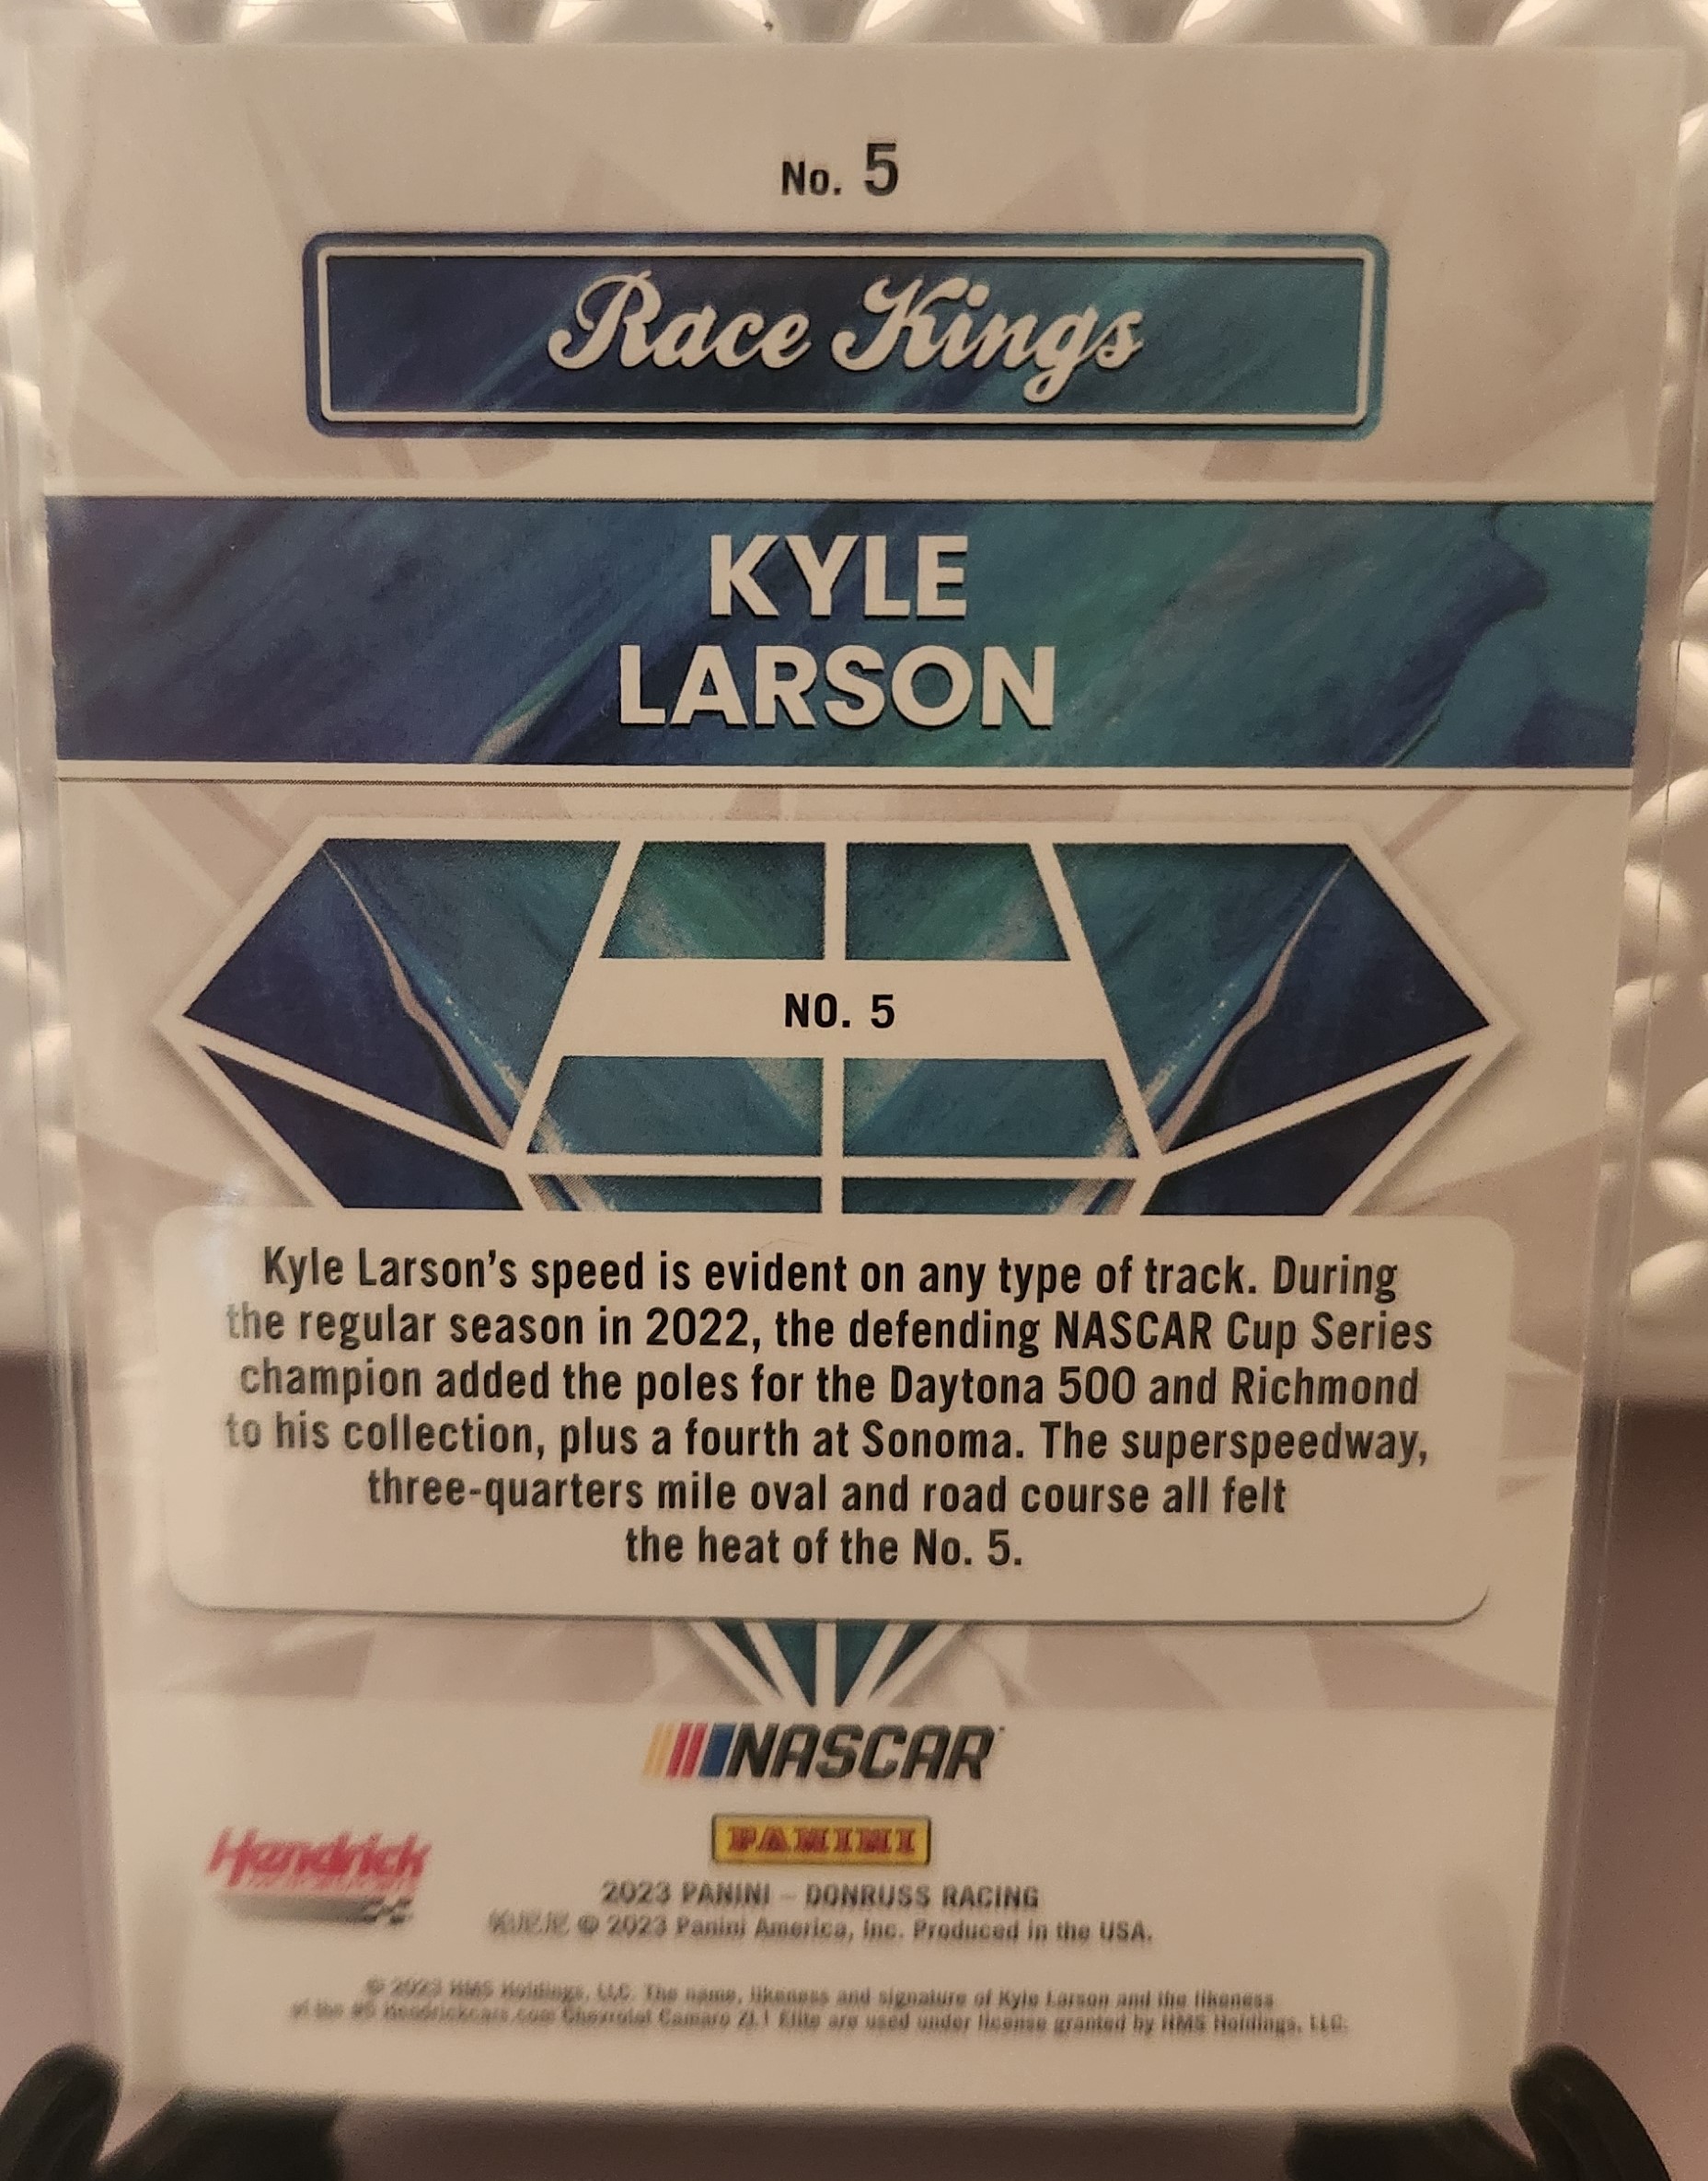 No. 5
Race Kings
KYLE
LARSON
NO. 5
Kyle Larson's speed is evident on any type of track. During
the regular season in 2022, the defending NASCAR Cup Series
champion added the poles for the Daytona 500 and Richmond
to his collection, plus a fourth at Sonoma. The superspeedway,
three-quarters mile oval and road course all felt
the heat of the No. 5.
NASCAR
PANINI
Hendrick
2023 PANINI – DONRUSS RACING
© 2023 Panini America, Inc. Produced in the USA.
© 2023 HMS Holdings, LLC. The name, likeness and signature of Kyle Larson and the likeness
of the #5 Hendrickcars.com Chevrolet Camaro ZL1 Elite are used under license granted by HMS Holdings, LLC.